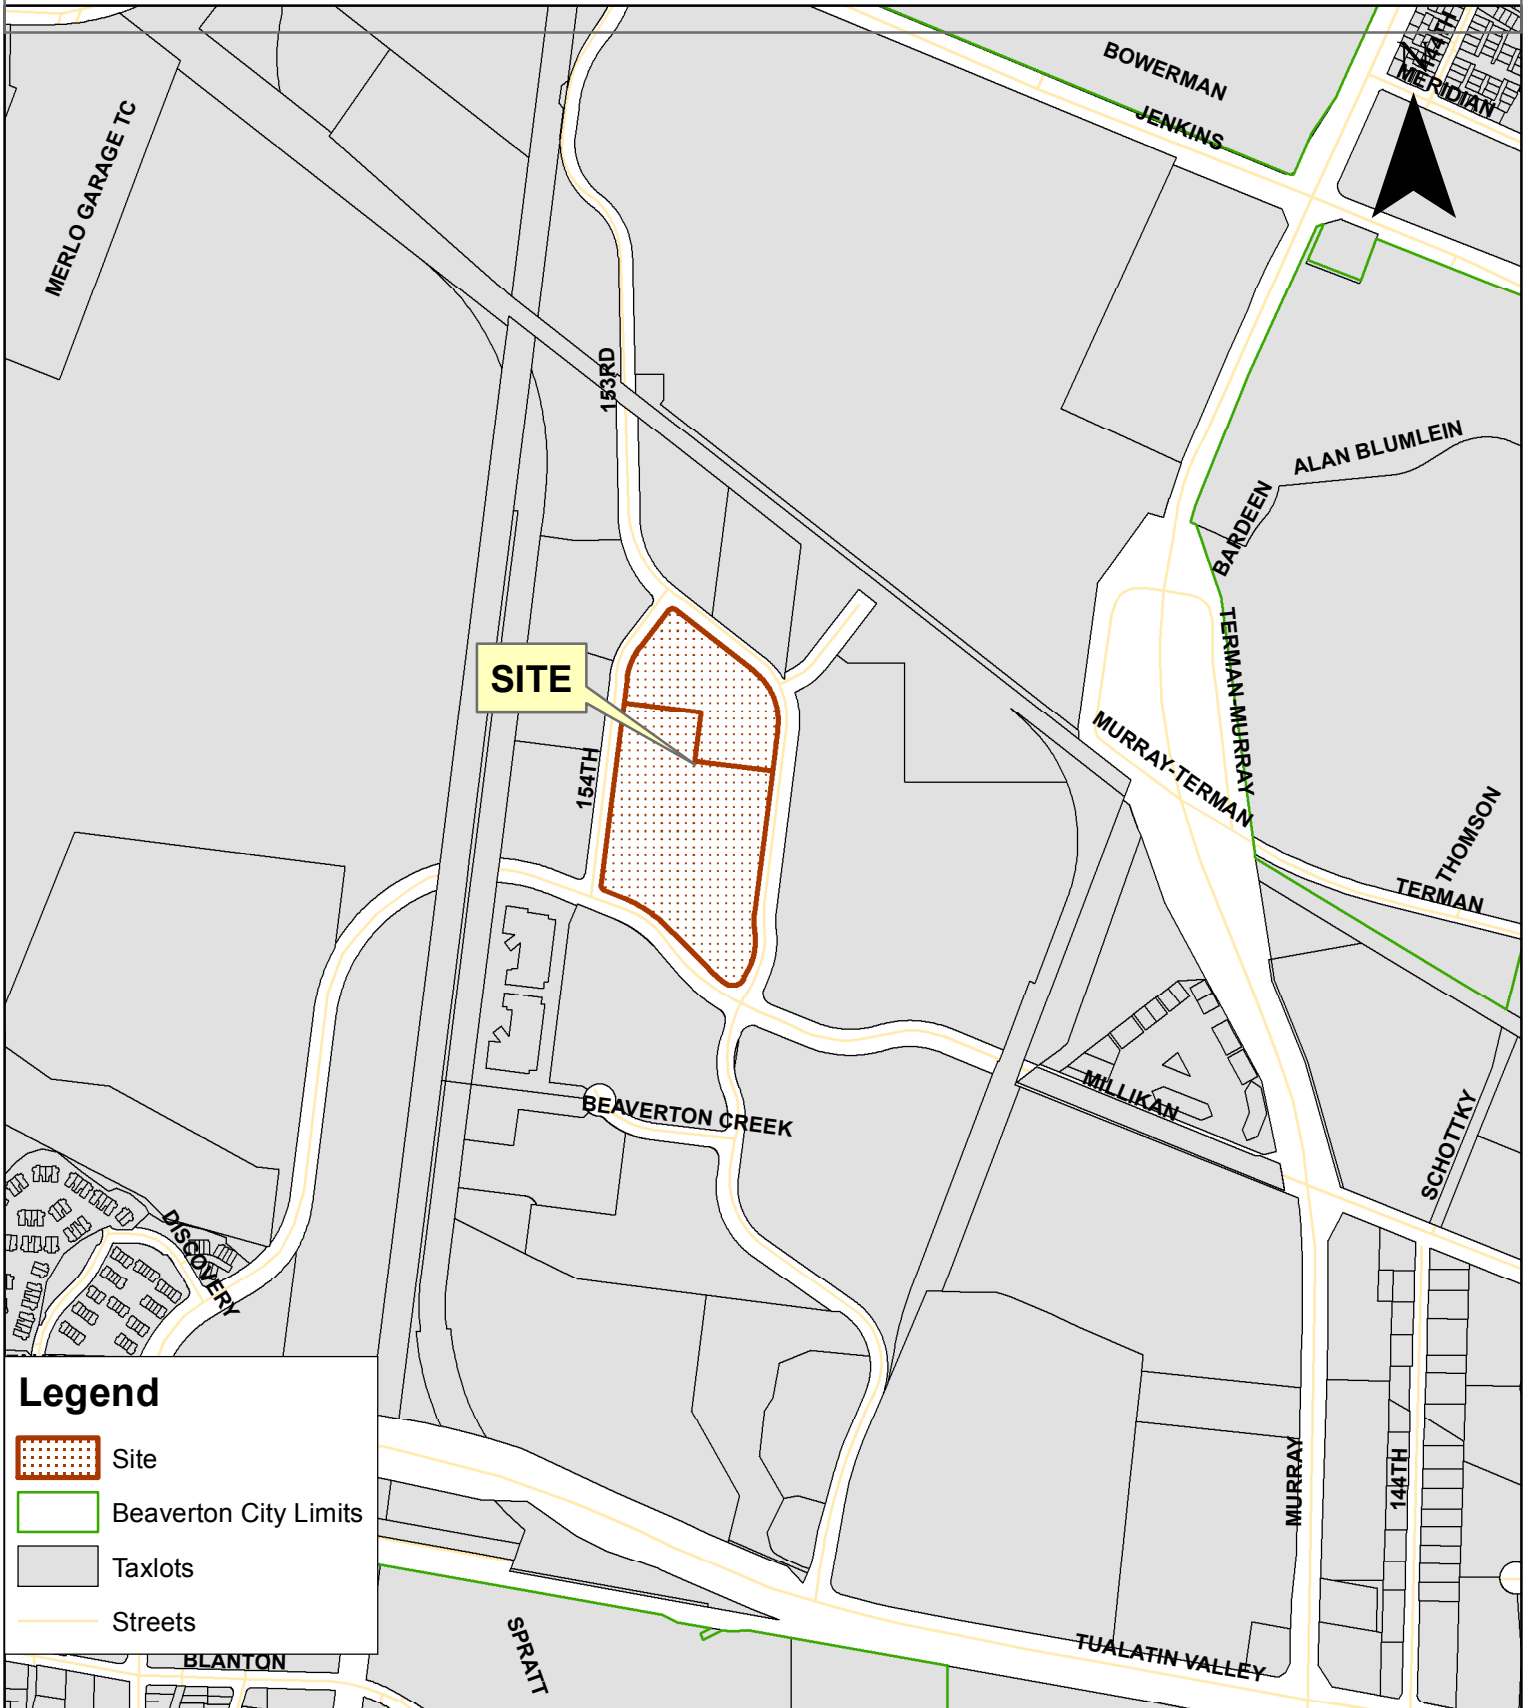 BOWERMAN
JENKINS
144TH
MERIDIAN
MERLO GARAGE TC
153RD
ALAN BLUMLEIN
BARDEEN
TERMAN-MURRAY
SITE
154TH
MURRAY-TERMAN
THOMSON
TERMAN
MILLIKAN
BEAVERTON CREEK
SCHOTTKY
DISCOVERY
Legend
Site
Beaverton City Limits
Taxlots
Streets
MURRAY
144TH
BLANTON
SPRATT
TUALATIN VALLEY